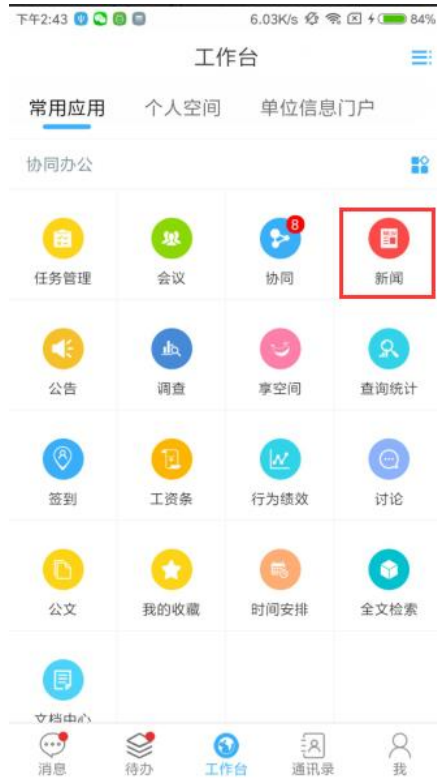 下午2:43 6.03K/s 84%
工作台
常用应用 个人空间 单位信息门户
协同办公
8
任务管理 会议 协同 新闻
公告 调查 享空间 查询统计
签到 工资条 行为绩效 讨论
公文 我的收藏 时间安排 全文检索
文档中心
消息 待办 工作台 通讯录 我